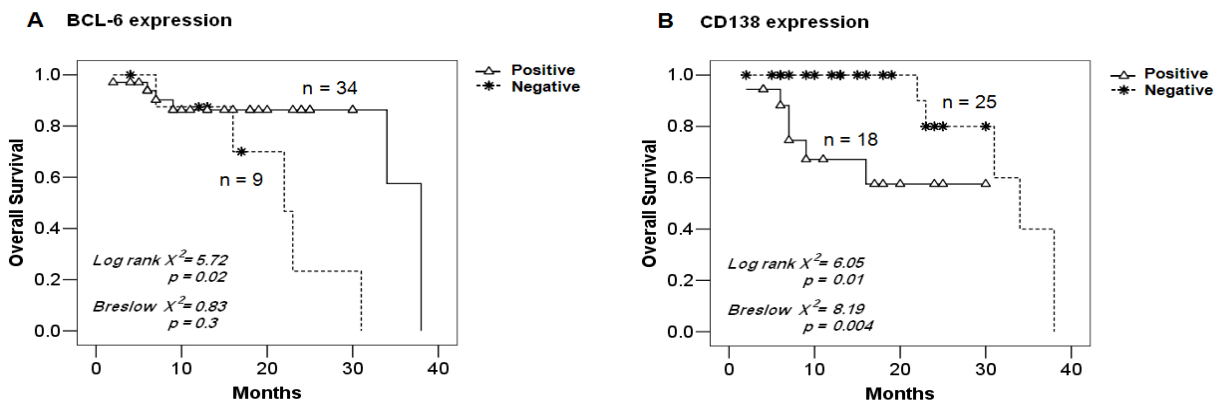 A BCL-6 expression
Positive
Negative
Overall Survival
1.0
0.8
0.6
0.4
0.2
0.0
n = 34
n = 9
Log rank X²= 5.72
p = 0.02
Breslow X²= 0.83
p = 0.3
0 10 20 30 40
Months
B CD138 expression
Positive
Negative
Overall Survival
1.0
0.8
0.6
0.4
0.2
0.0
n = 25
n = 18
Log rank X²= 6.05
p = 0.01
Breslow X²= 8.19
p = 0.004
0 10 20 30 40
Months